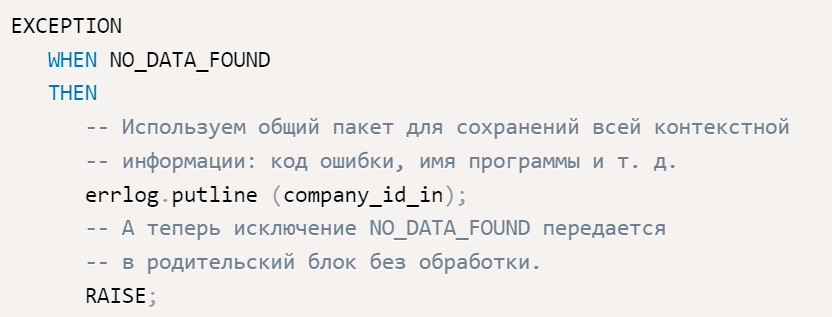 EXCEPTION
WHEN NO_DATA_FOUND
THEN
-- Используем общий пакет для сохранений всей контекстной
-- информации: код ошибки, имя программы и т. д.
errlog.putline (company_id_in);
-- А теперь исключение NO_DATA_FOUND передается
-- в родительский блок без обработки.
RAISE;